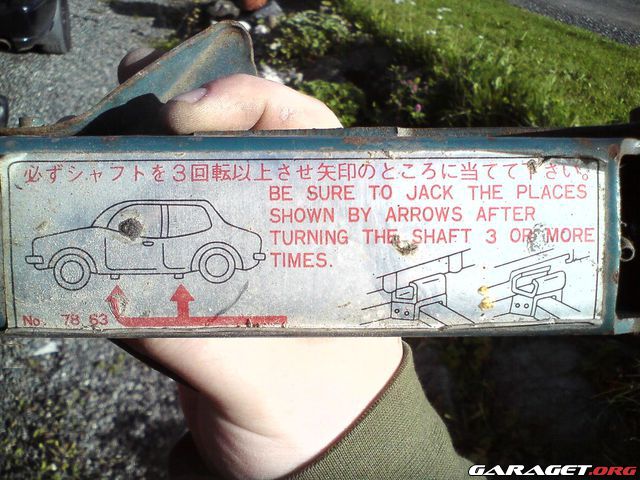 必ずシャフトを3回転以上させ矢印のところに当てて下さい。
BE SURE TO JACK THE PLACES
SHOWN BY ARROWS AFTER
TURNING THE SHAFT 3 OR MORE
TIMES.
No. 78 63
GARAGET.ORG